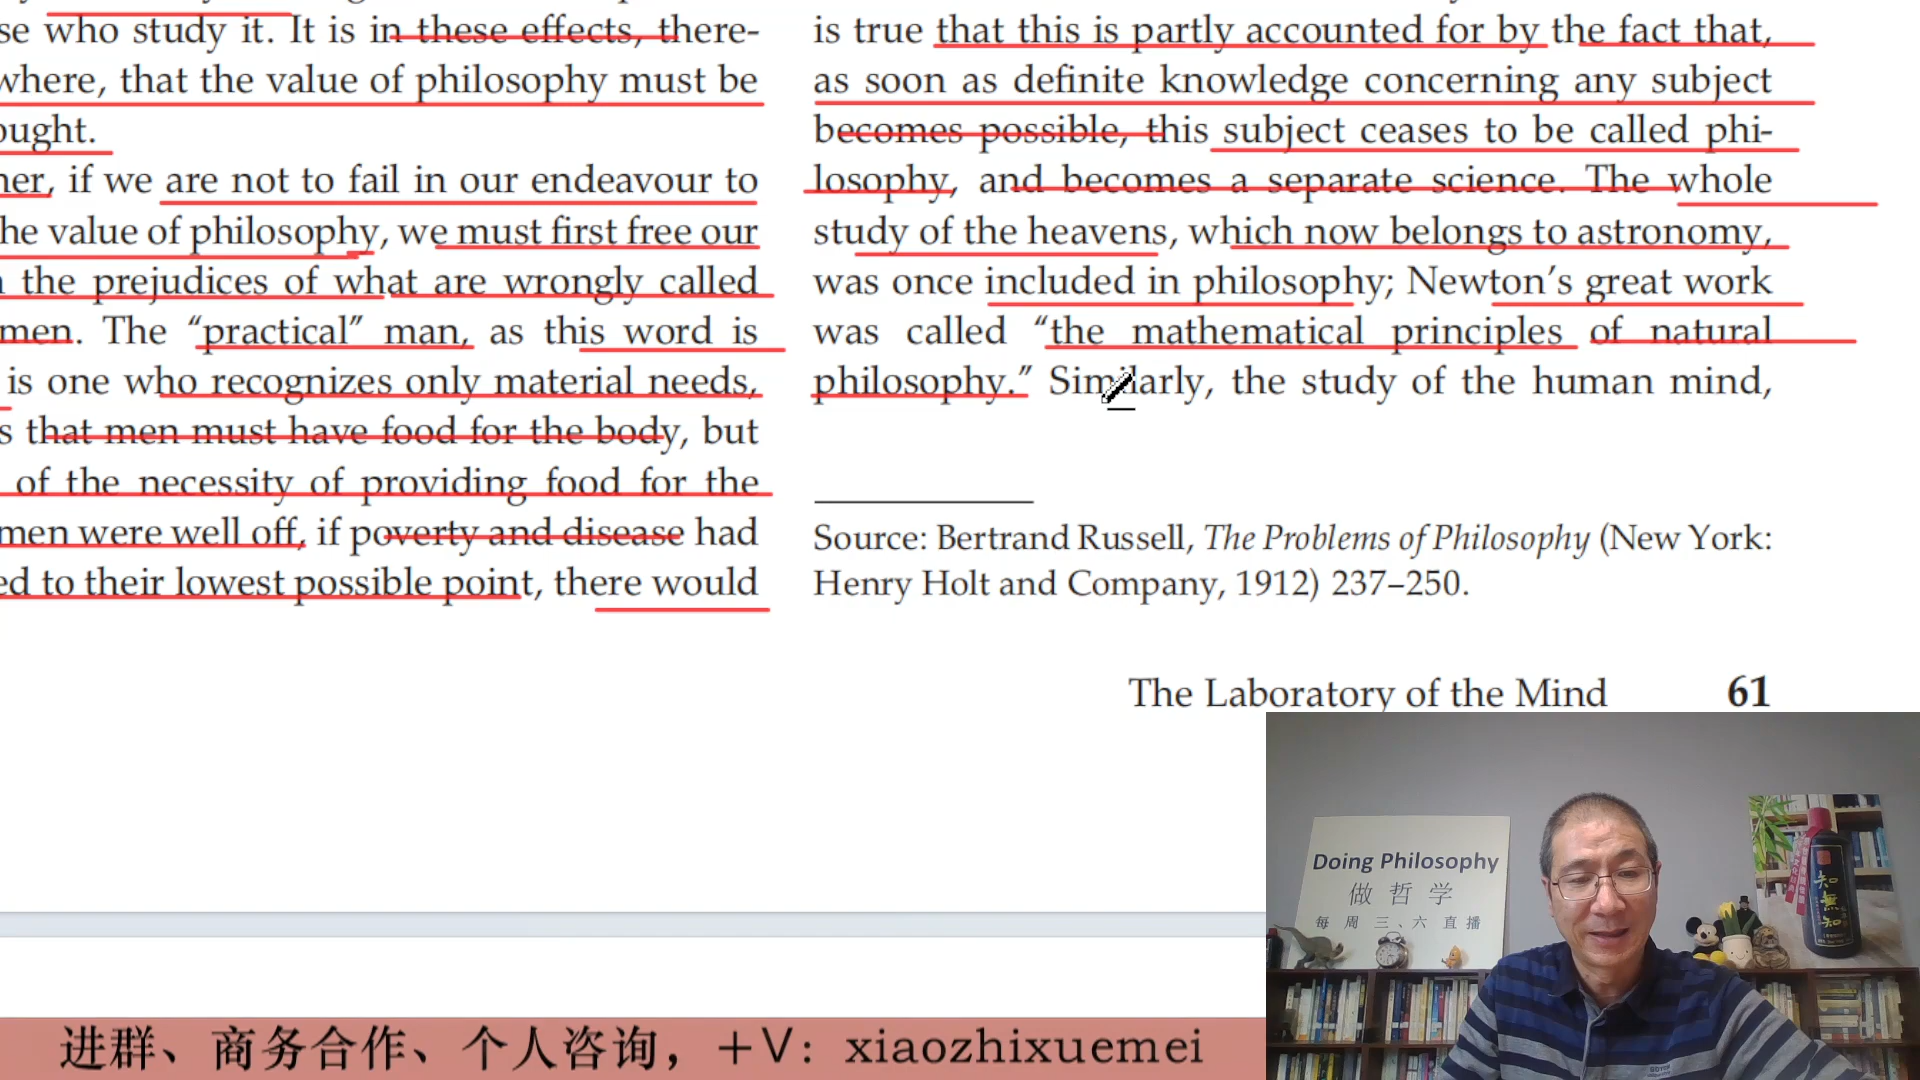 se who study it. It is in these effects, there-
where, that the value of philosophy must be
ought.
her, if we are not to fail in our endeavour to
he value of philosophy, we must first free our
the prejudices of what are wrongly called
men. The “practical” man, as this word is
is one who recognizes only material needs,
s that men must have food for the body, but
of the necessity of providing food for the
men were well off, if poverty and disease had
ed to their lowest possible point, there would
is true that this is partly accounted for by the fact that,
as soon as definite knowledge concerning any subject
becomes possible, this subject ceases to be called phi-
losophy, and becomes a separate science. The whole
study of the heavens, which now belongs to astronomy,
was once included in philosophy; Newton’s great work
was called “the mathematical principles of natural
philosophy.” Similarly, the study of the human mind,
Source: Bertrand Russell, The Problems of Philosophy (New York:
Henry Holt and Company, 1912) 237–250.
The Laboratory of the Mind 61
Doing Philosophy
做哲学
每周三、六直播
知無知
进群、商务合作、个人咨询，+V：xiaozhixuemei